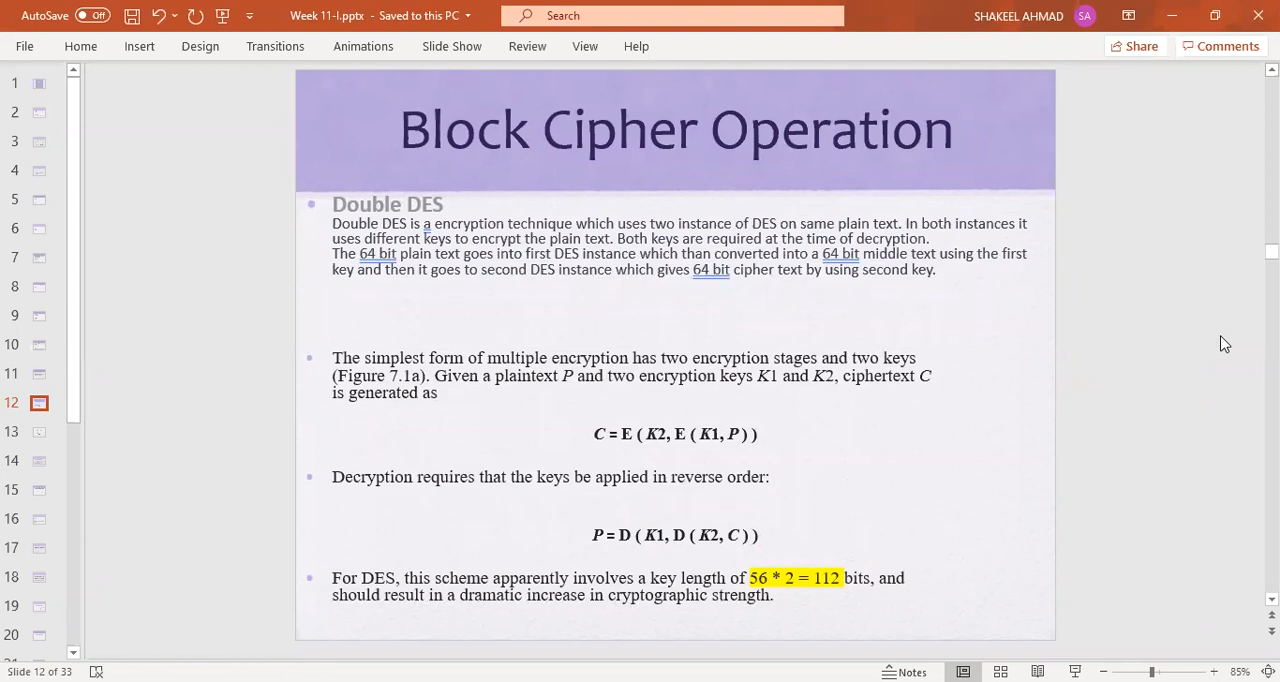 AutoSave Off Week 11-I.pptx - Saved to this PC Search SHAKEEL AHMAD SA
File Home Insert Design Transitions Animations Slide Show Review View Help Share Comments
1
2
3
4
5
6
7
8
9
10
11
12
13
14
15
16
17
18
19
20
Block Cipher Operation
• Double DES
Double DES is a encryption technique which uses two instance of DES on same plain text. In both instances it
uses different keys to encrypt the plain text. Both keys are required at the time of decryption.
The 64 bit plain text goes into first DES instance which than converted into a 64 bit middle text using the first
key and then it goes to second DES instance which gives 64 bit cipher text by using second key.
• The simplest form of multiple encryption has two encryption stages and two keys
(Figure 7.1a). Given a plaintext P and two encryption keys K1 and K2, ciphertext C
is generated as
C = E ( K2, E ( K1, P ) )
• Decryption requires that the keys be applied in reverse order:
P = D ( K1, D ( K2, C ) )
• For DES, this scheme apparently involves a key length of 56 * 2 = 112 bits, and
should result in a dramatic increase in cryptographic strength.
Slide 12 of 33 Notes 85%